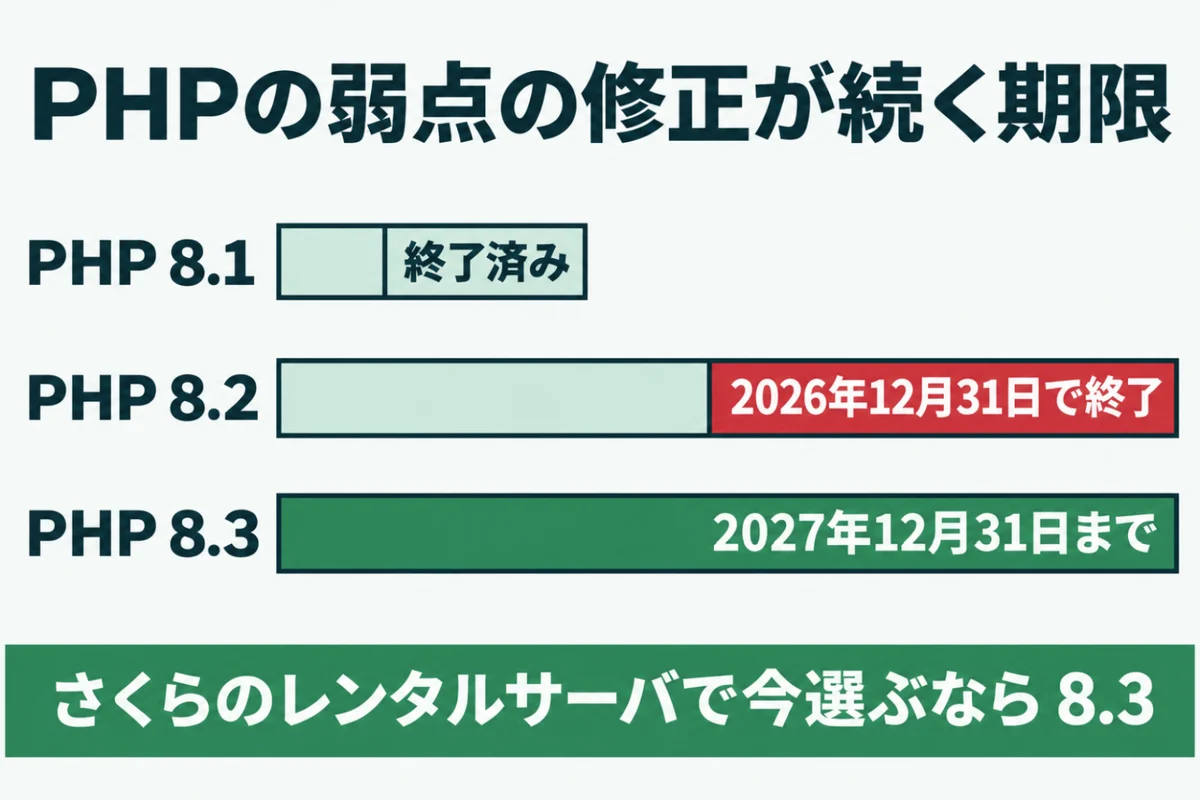 PHPの弱点の修正が続く期限
PHP 8.1 終了済み
PHP 8.2 2026年12月31日で終了
PHP 8.3 2027年12月31日まで
さくらのレンタルサーバで今選ぶなら 8.3